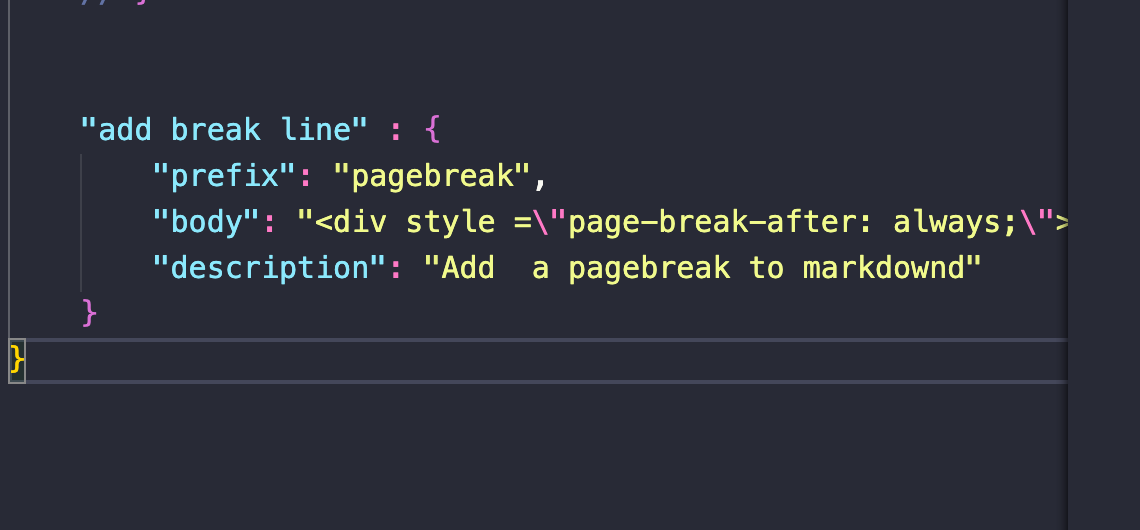 // }
"add break line" : {
"prefix": "pagebreak",
"body": "<div style =\"page-break-after: always;\">
"description": "Add  a pagebreak to markdownd"
}
}